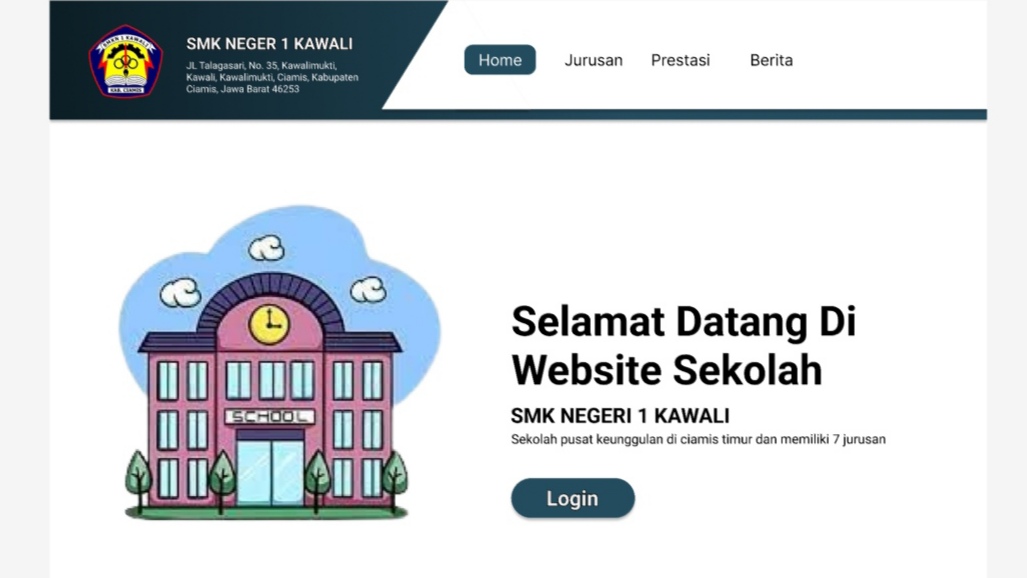 SMK NEGER 1 KAWALI
JL Talagasari, No. 35, Kawalimukti,
Kawali, Kawalimukti, Ciamis, Kabupaten
Ciamis, Jawa Barat 46253
SMKN 1 KAWALI
KAB. CIAMIS
Home
Jurusan
Prestasi
Berita
SCHOOL
Selamat Datang Di
Website Sekolah
SMK NEGERI 1 KAWALI
Sekolah pusat keunggulan di ciamis timur dan memiliki 7 jurusan
Login